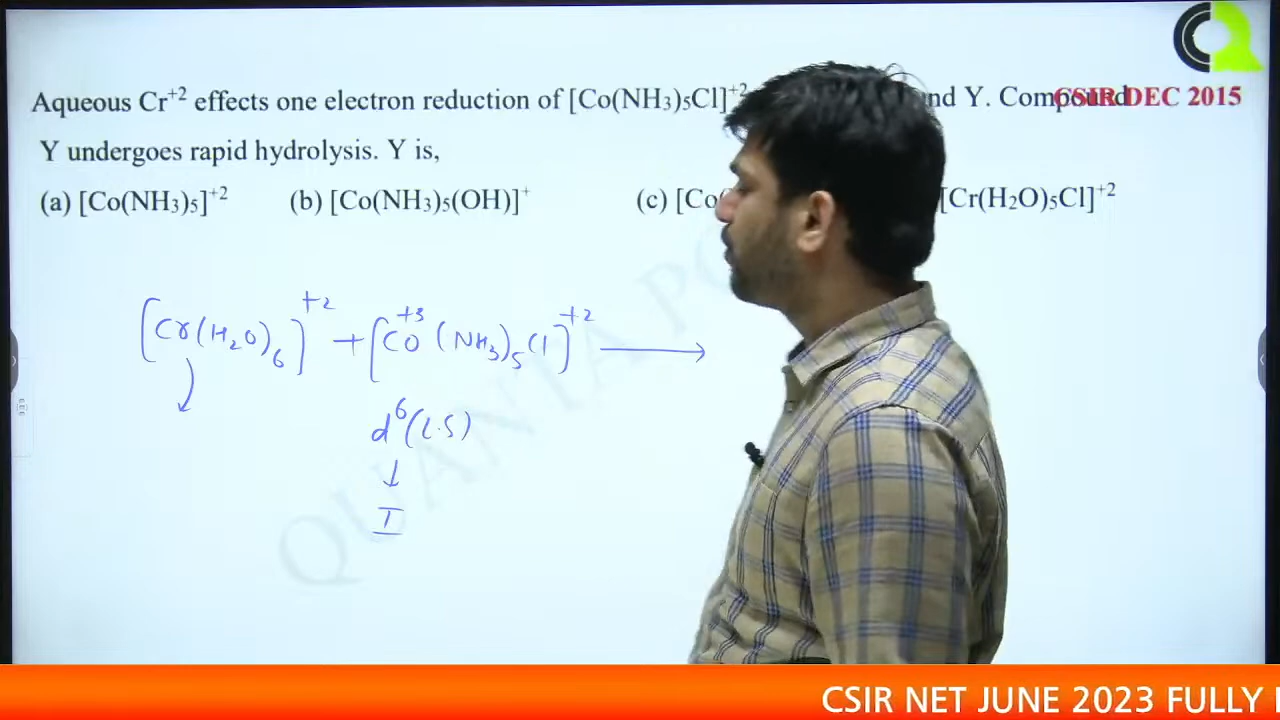 Aqueous Cr+2 effects one electron reduction of [Co(NH3)5Cl]+2 nd Y. Compound
CSIR DEC 2015
Y undergoes rapid hydrolysis. Y is,
(a) [Co(NH3)5]+2 (b) [Co(NH3)5(OH)]+ (c) [Co( [Cr(H2O)5Cl]+2
[Cr(H2O)6]+2 + [Co+3(NH3)5Cl]+2 ⟶
d6(L.S)
↓
I
QUANTA PO
CSIR NET JUNE 2023 FULLY